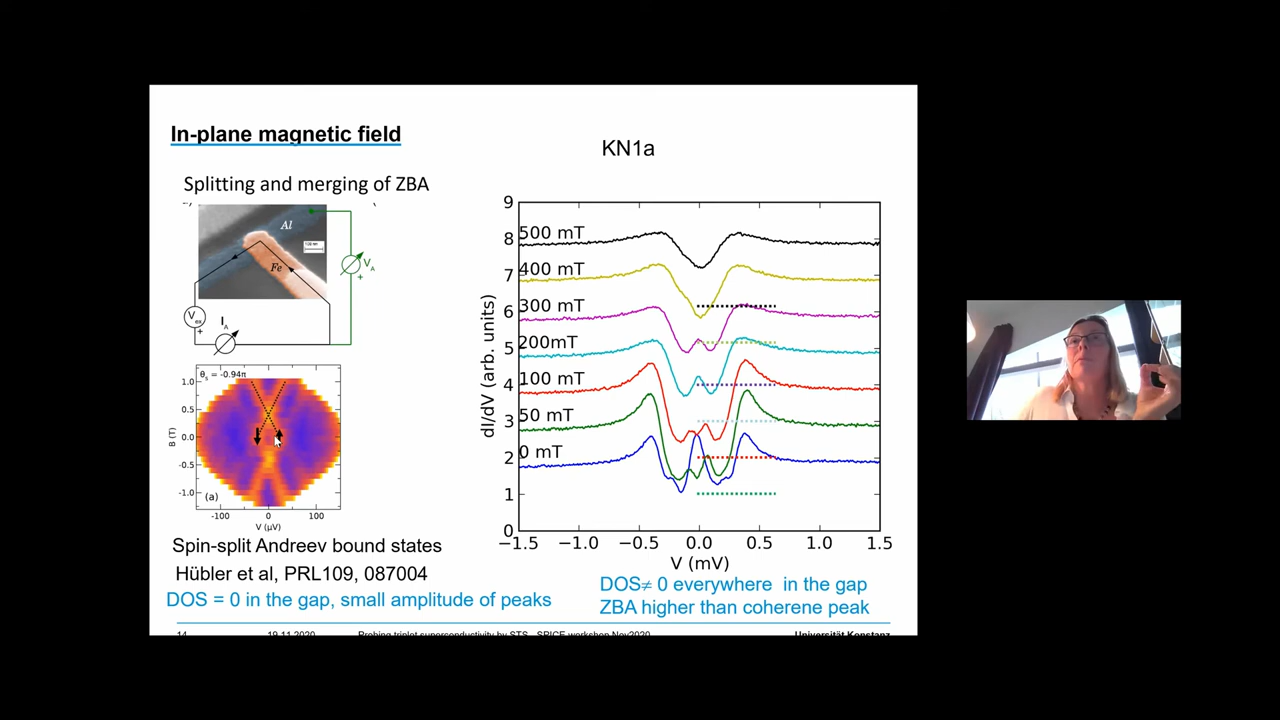 In-plane magnetic field
KN1a
Splitting and merging of ZBA
Al
Fe
V_A
+
V_ex
+
I_A
θ_s = -0.94π
1.0
0.5
0.0
-0.5
-1.0
B (T)
(a)
-100 0 100
V (µV)
Spin-split Andreev bound states
Hübler et al, PRL109, 087004
DOS = 0 in the gap, small amplitude of peaks
9
8
7
6
5
4
3
2
1
0
dI/dV (arb. units)
500 mT
400 mT
300 mT
200mT
100 mT
50 mT
0 mT
−1.5 −1.0 −0.5 0.0 0.5 1.0 1.5
V (mV)
DOS≠ 0 everywhere in the gap
ZBA higher than coherene peak
14 19.11.2020 Probing triplet superconductivity by STS - SPICE workshop Nov2020 Universität Konstanz